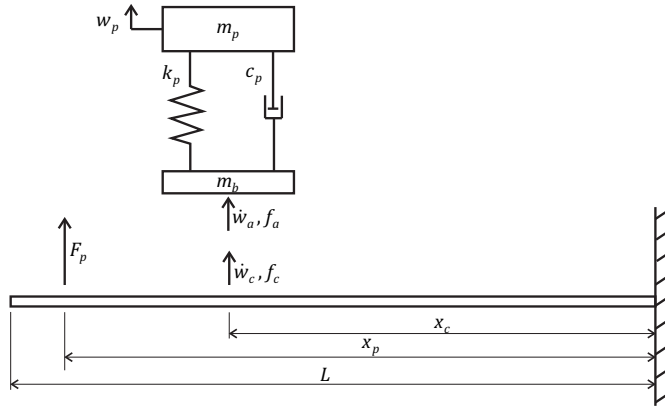 w_p
m_p
k_p
c_p
m_b
ẇ_a, f_a
F_p
ẇ_c, f_c
x_c
x_p
L